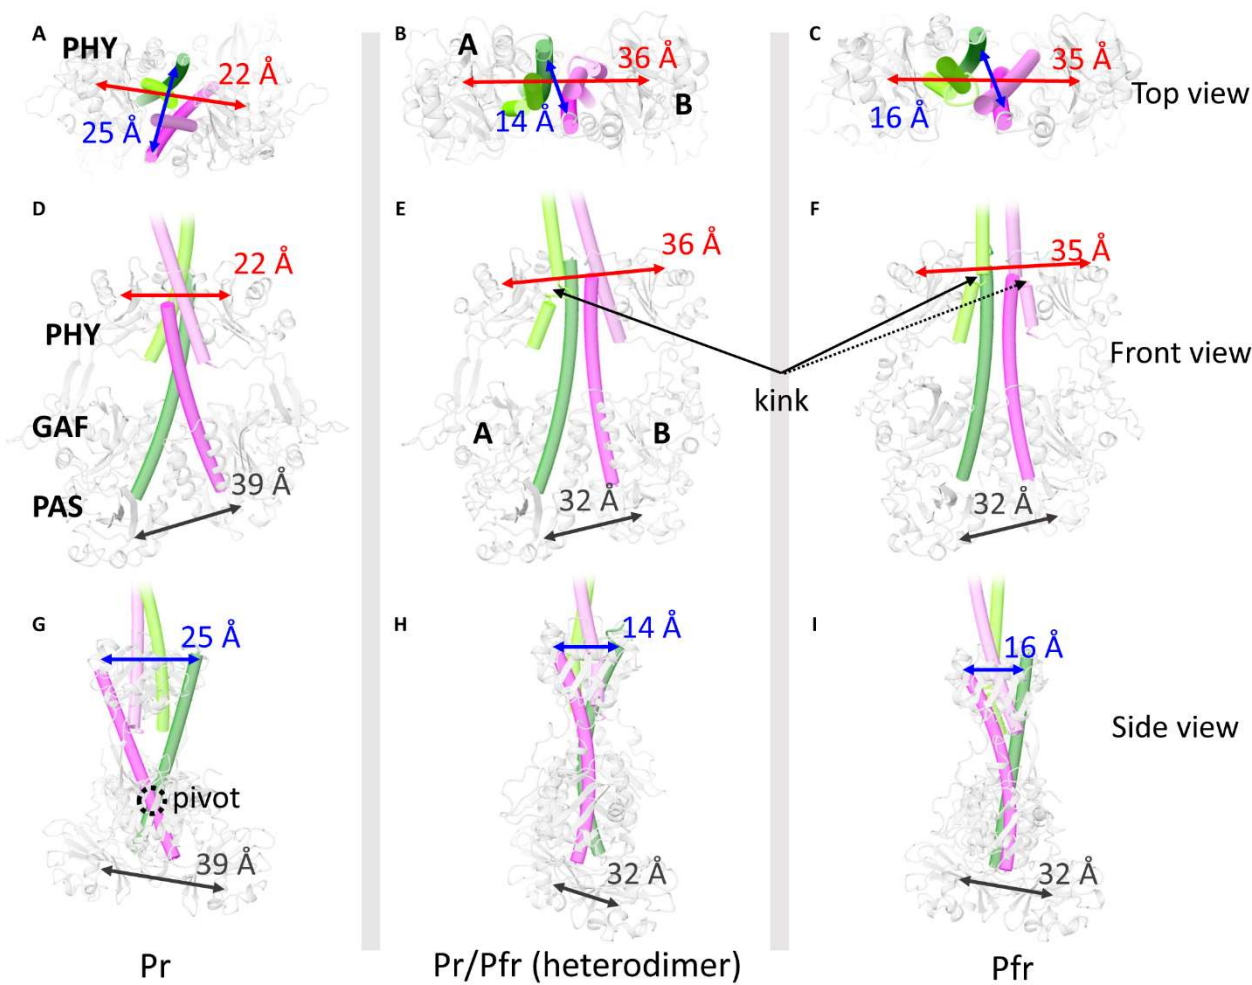 A
PHY
22 Å
25 Å
B
A
36 Å
14 Å
B
C
35 Å
16 Å
Top view
D
22 Å
PHY
GAF
PAS
39 Å
E
36 Å
A
B
32 Å
kink
F
35 Å
32 Å
Front view
G
25 Å
pivot
39 Å
H
14 Å
32 Å
I
16 Å
32 Å
Side view
Pr
Pr/Pfr (heterodimer)
Pfr